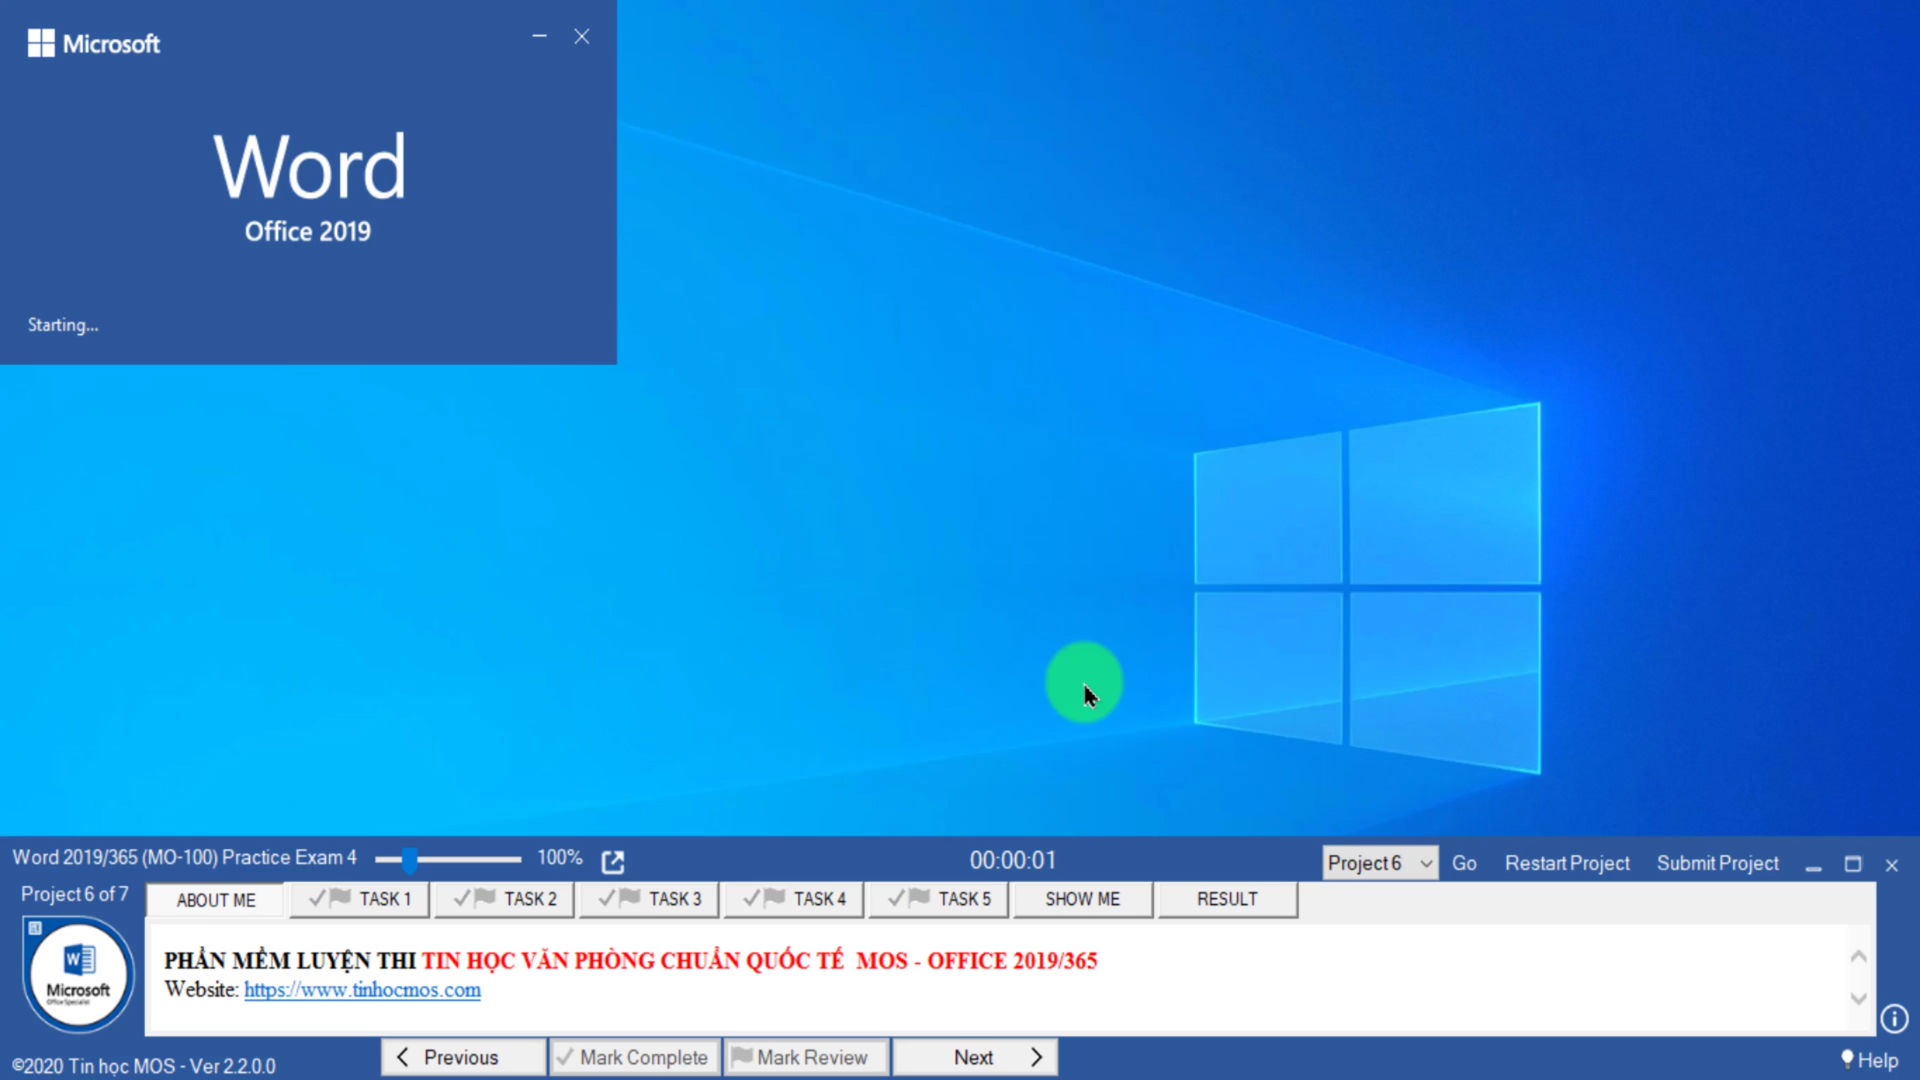 Microsoft
Word
Office 2019
Starting...
Word 2019/365 (MO-100) Practice Exam 4
100%
00:00:01
Project 6
Go
Restart Project
Submit Project
Project 6 of 7
ABOUT ME
TASK 1
TASK 2
TASK 3
TASK 4
TASK 5
SHOW ME
RESULT
W
Microsoft
Office Specialist
PHẦN MỀM LUYỆN THI TIN HỌC VĂN PHÒNG CHUẨN QUỐC TẾ MOS - OFFICE 2019/365
Website: https://www.tinhocmos.com
©2020 Tin học MOS - Ver 2.2.0.0
Previous
Mark Complete
Mark Review
Next
Help